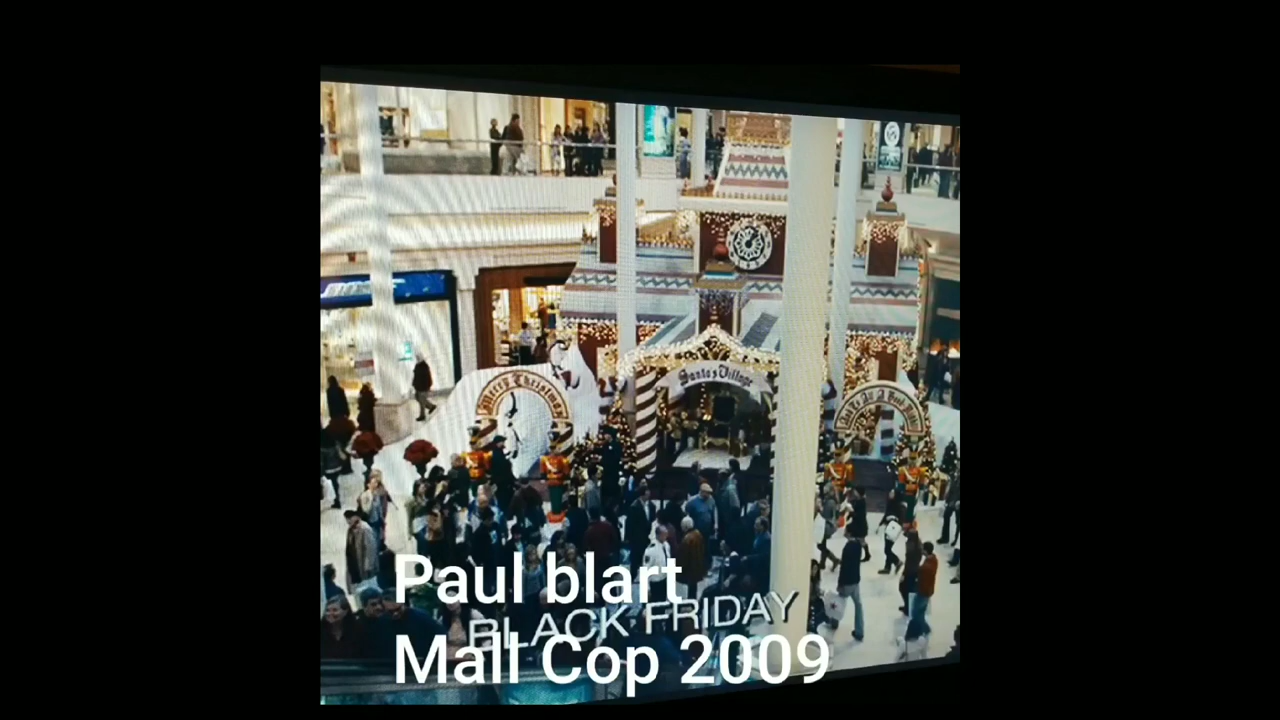 Merry Christmas
Santa's Village
Paul blart
BLACK FRIDAY
Mall Cop 2009